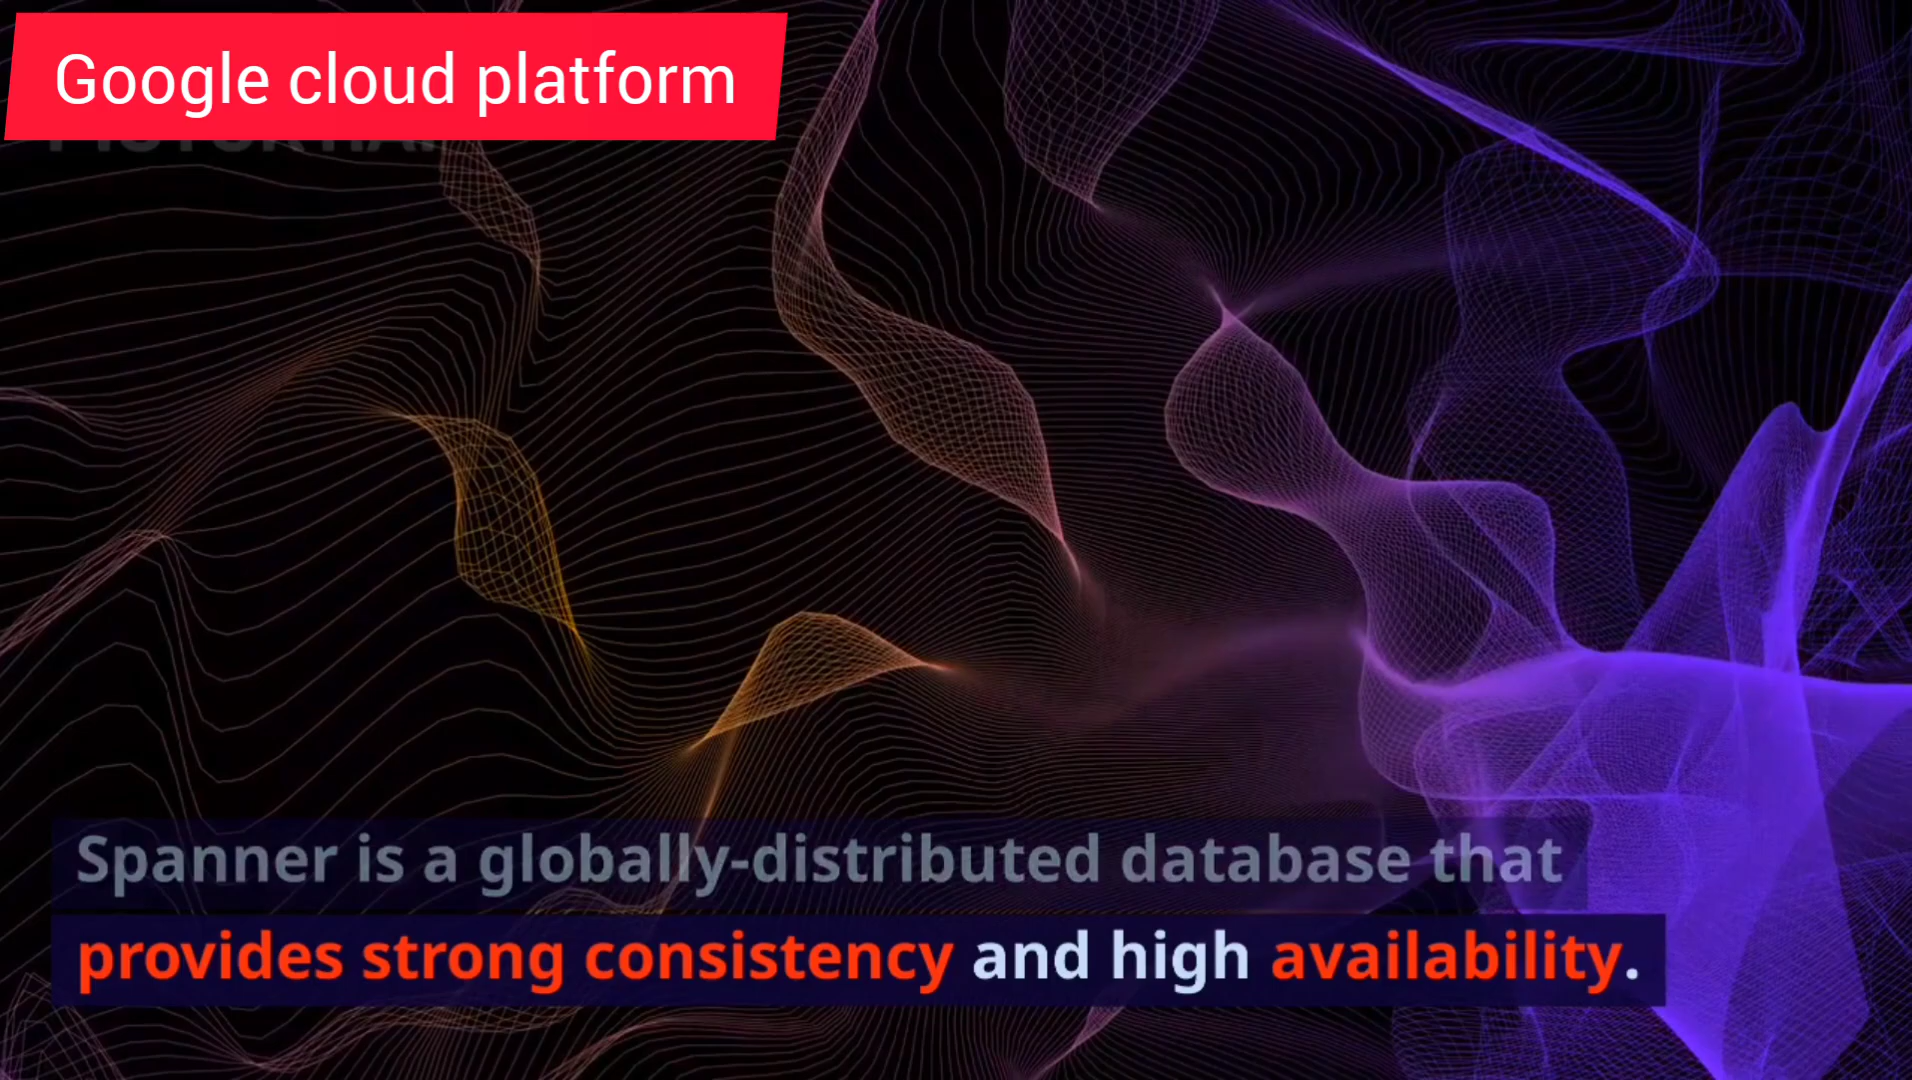 Google cloud platform
Spanner is a globally-distributed database that
provides strong consistency and high availability.